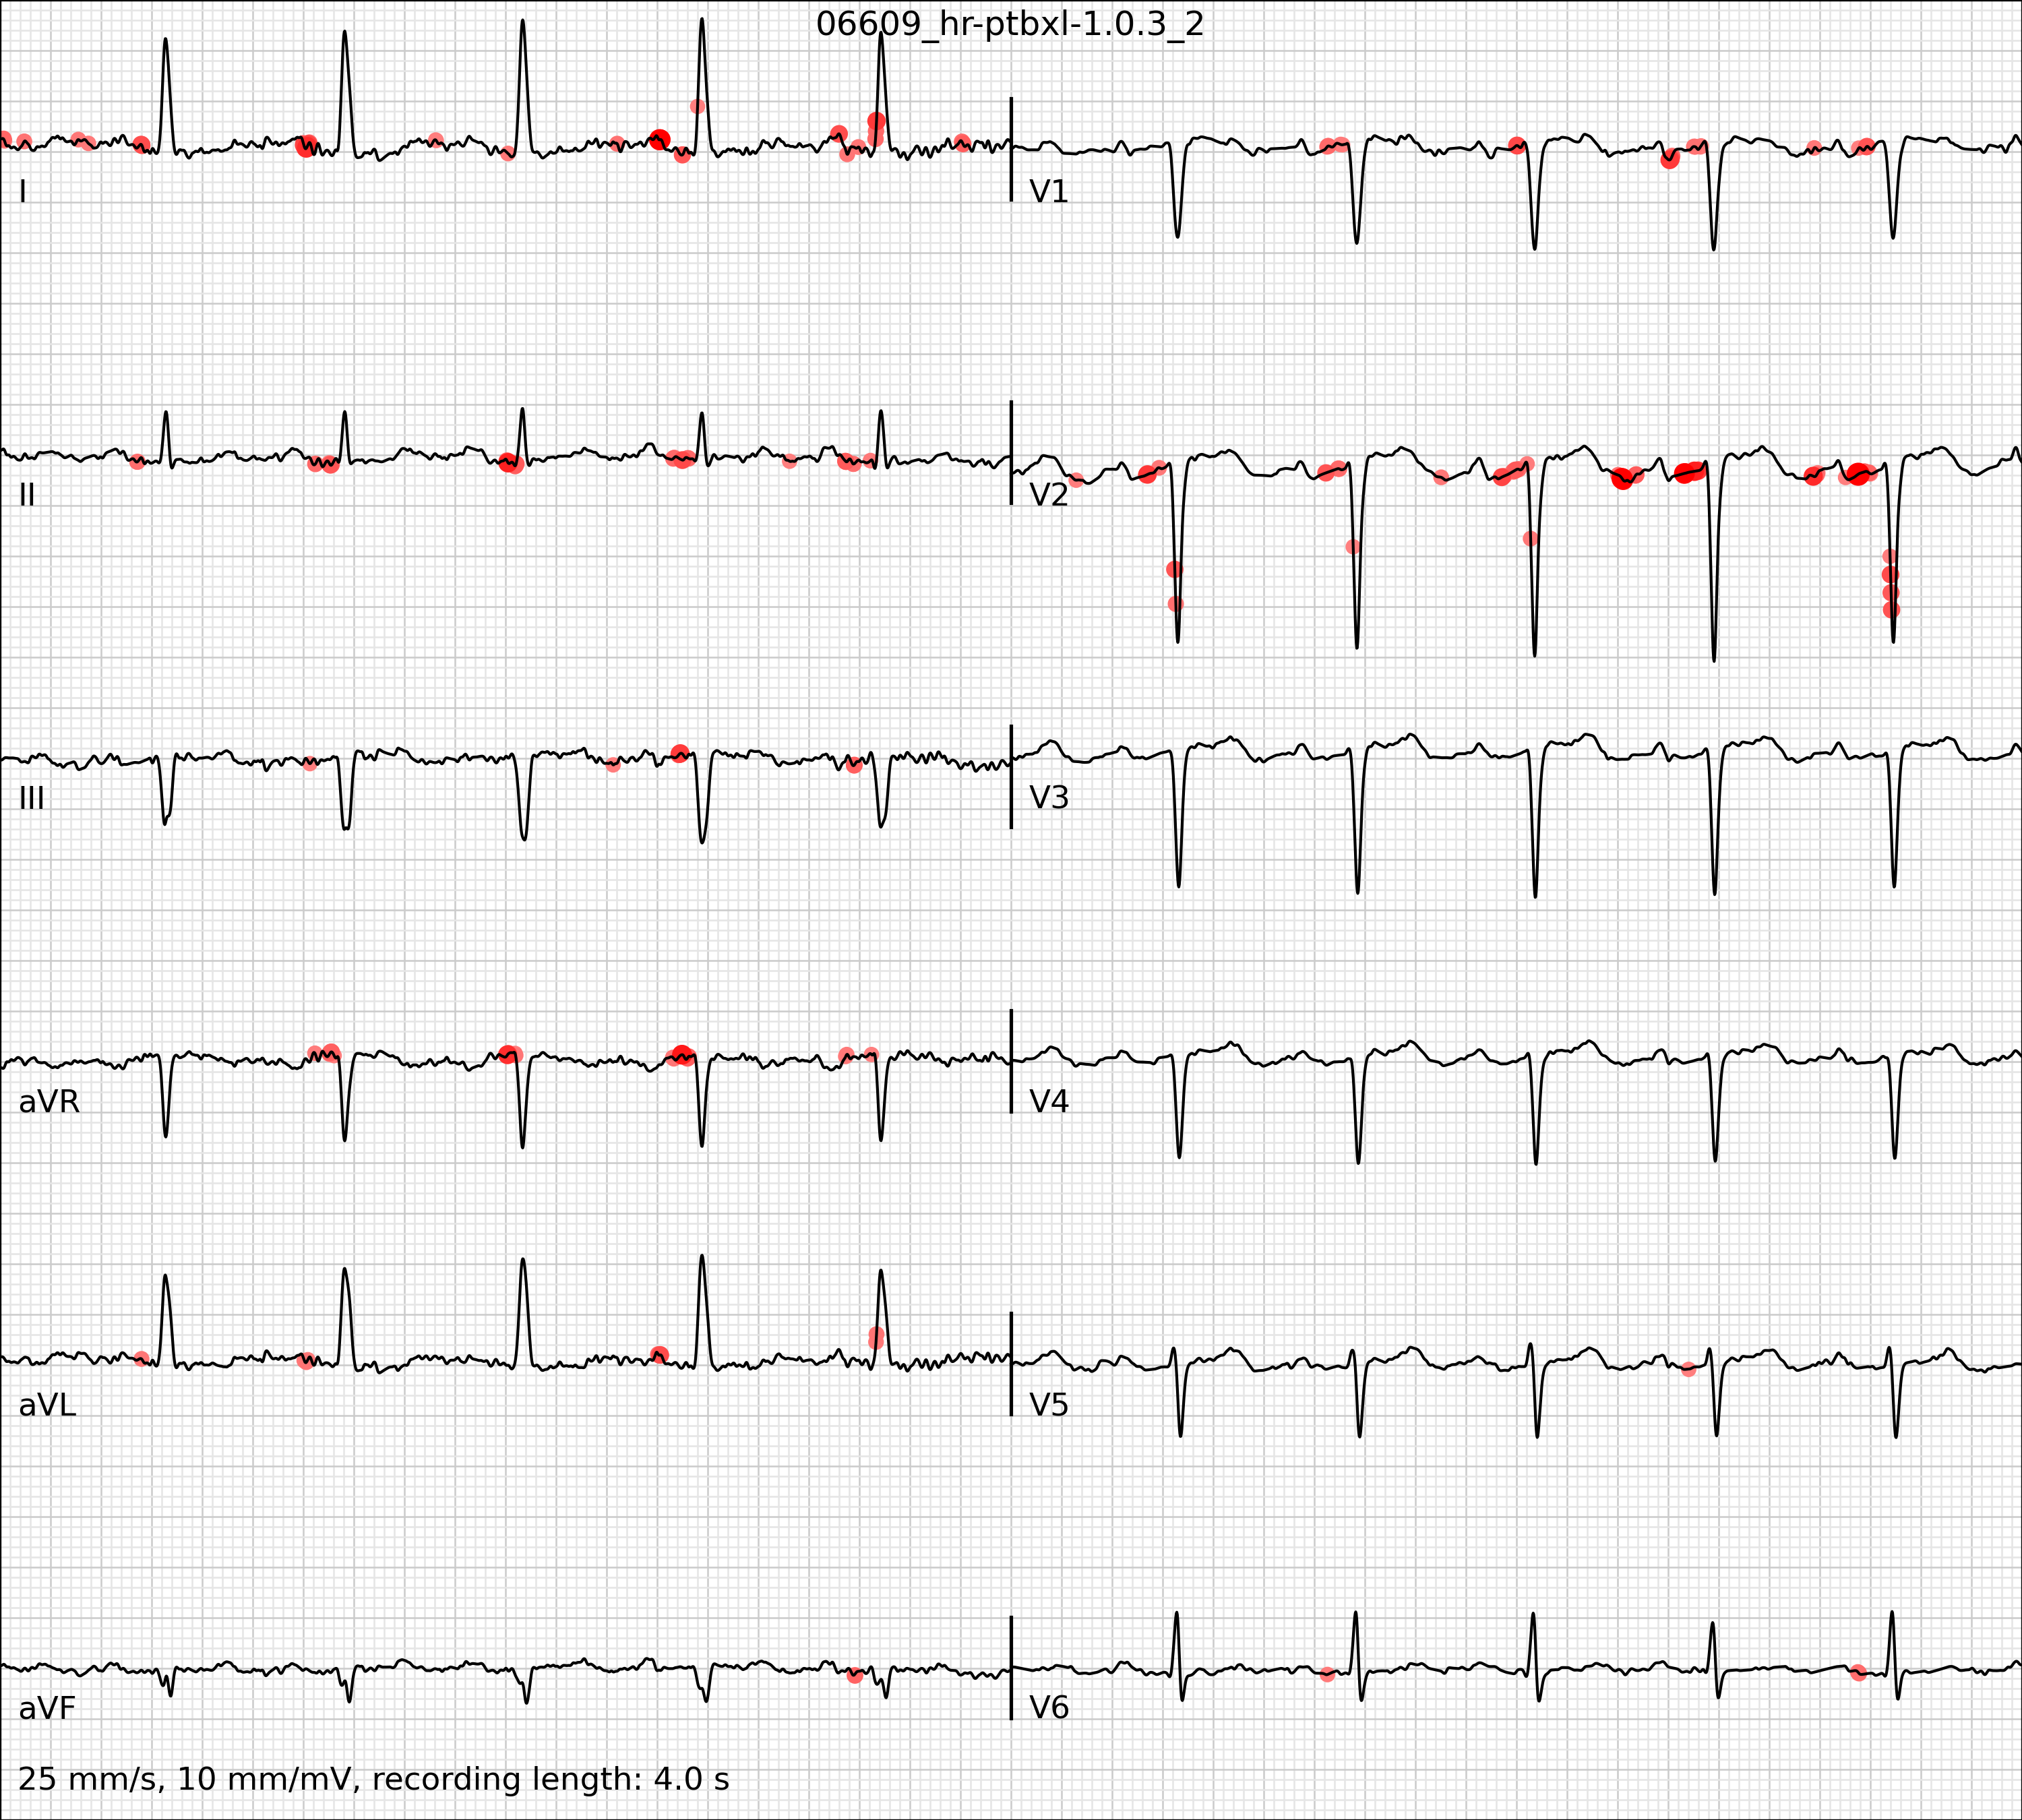 06609_hr-ptbxl-1.0.3_2
I
V1
II
V2
III
V3
aVR
V4
aVL
V5
aVF
V6
25 mm/s, 10 mm/mV, recording length: 4.0 s